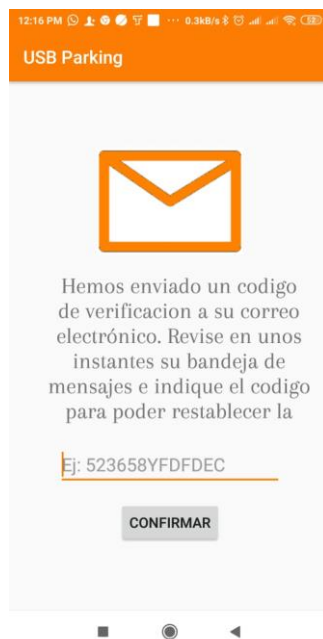 12:16 PM 0.3kB/s 59
USB Parking
Hemos enviado un codigo
de verificacion a su correo
electrónico. Revise en unos
instantes su bandeja de
mensajes e indique el codigo
para poder restablecer la
Ej: 523658YFDFDEC
CONFIRMAR